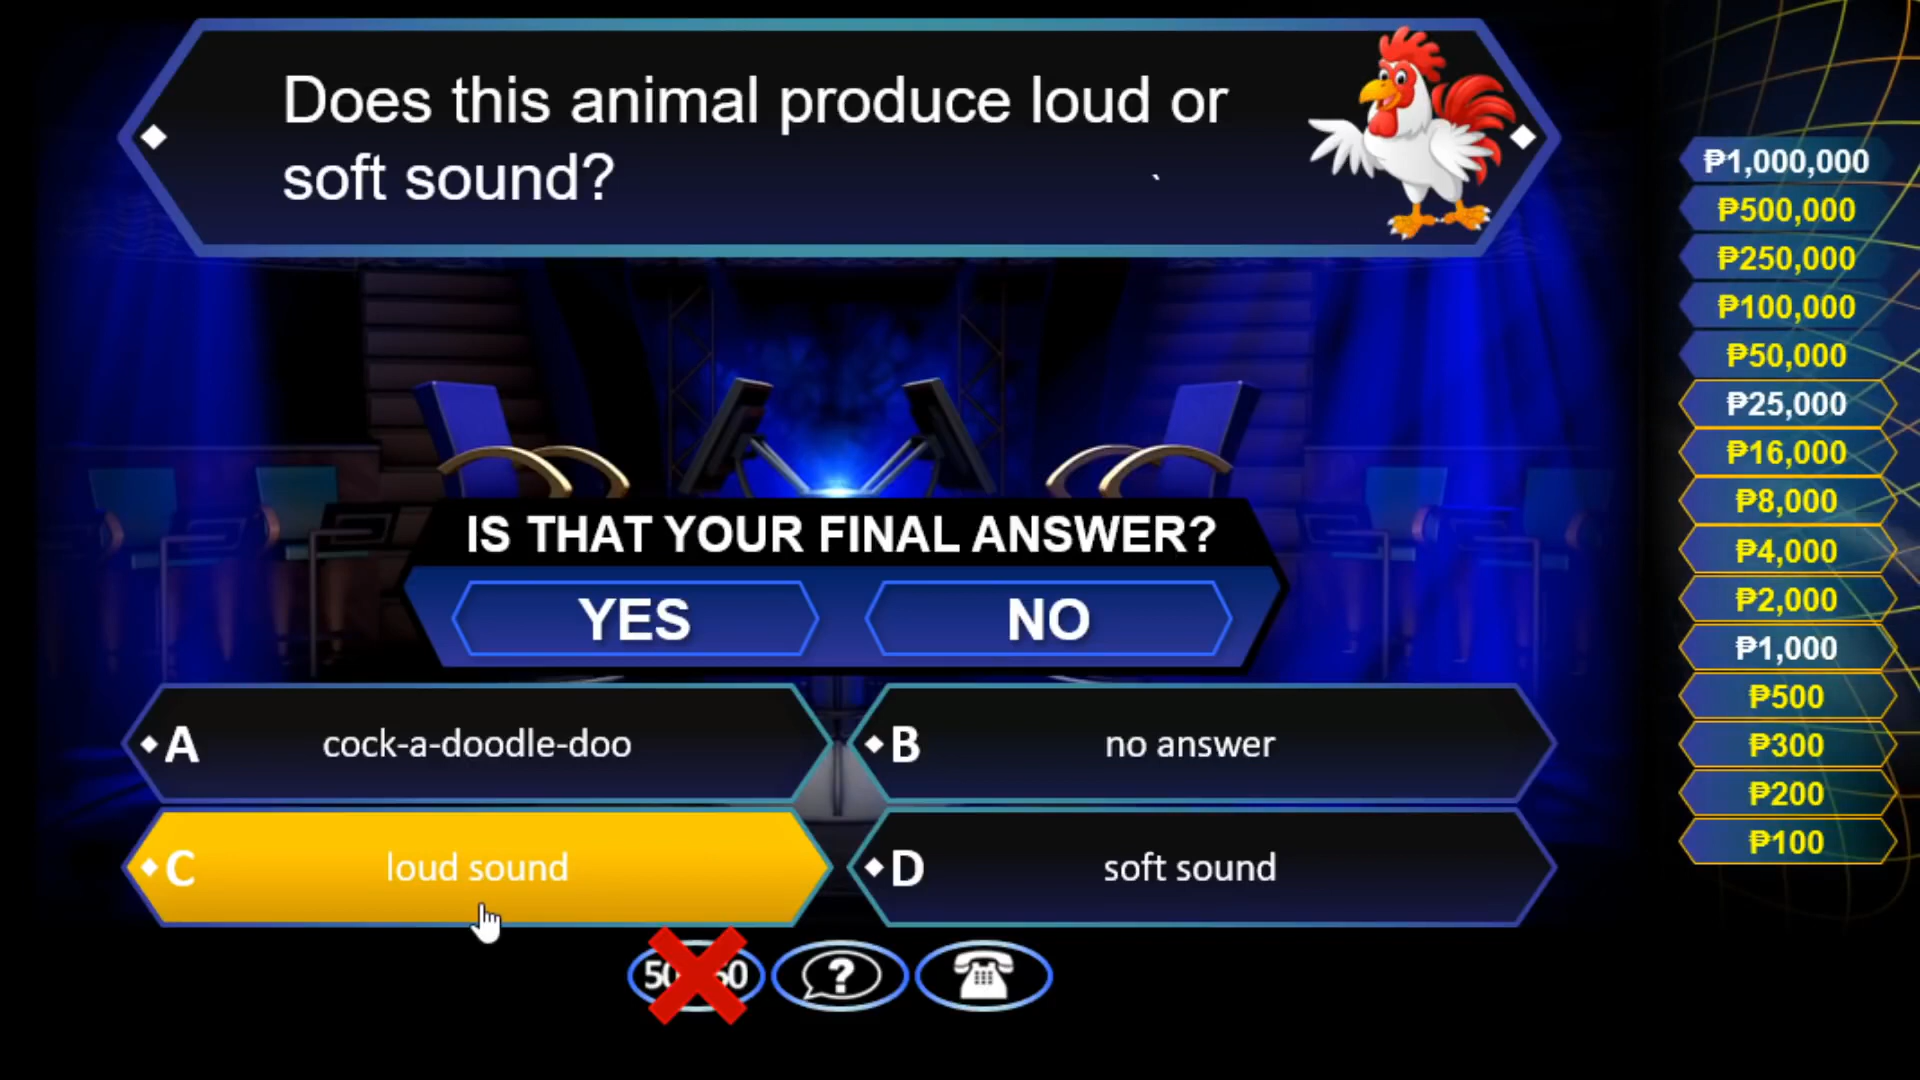 Does this animal produce loud or
soft sound?
IS THAT YOUR FINAL ANSWER?
YES
NO
A cock-a-doodle-doo
B no answer
C loud sound
D soft sound
?
₱1,000,000
₱500,000
₱250,000
₱100,000
₱50,000
₱25,000
₱16,000
₱8,000
₱4,000
₱2,000
₱1,000
₱500
₱300
₱200
₱100